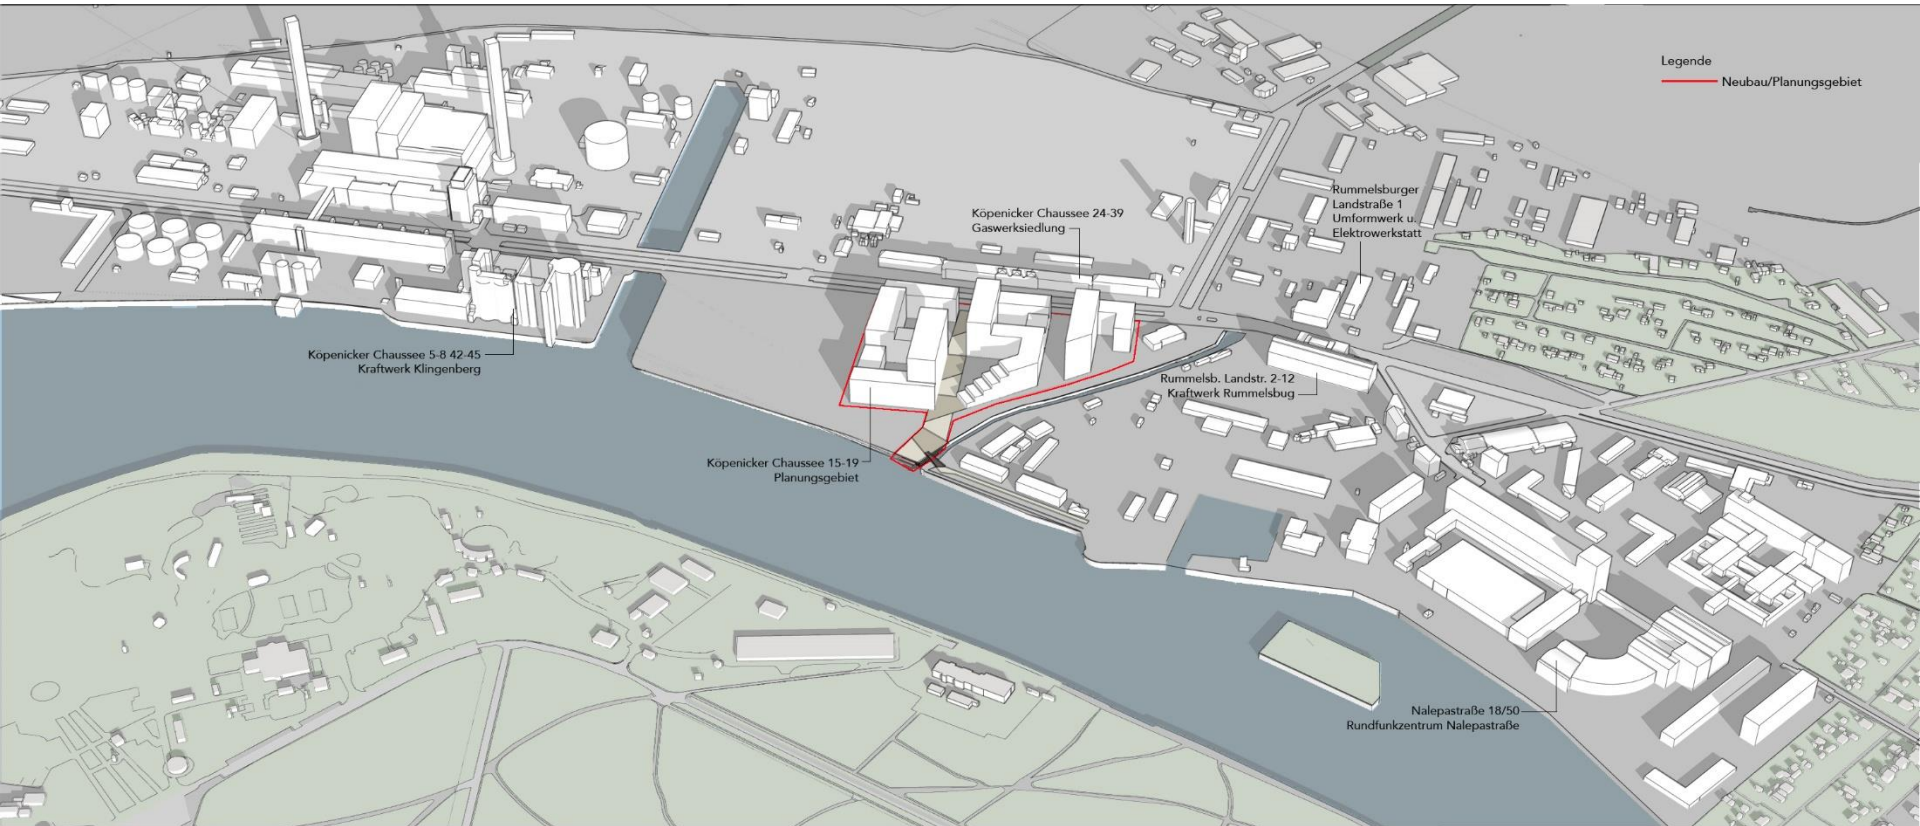 Legende
Neubau/Planungsgebiet
Rummelsburger
Landstraße 1
Umformwerk u.
Elektrowerkstatt
Köpenicker Chaussee 24-39
Gaswerksiedlung
Köpenicker Chaussee 5-8 42-45
Kraftwerk Klingenberg
Rummelsb. Landstr. 2-12
Kraftwerk Rummelsbug
Köpenicker Chaussee 15-19
Planungsgebiet
Nalepastraße 18/50
Rundfunkzentrum Nalepastraße